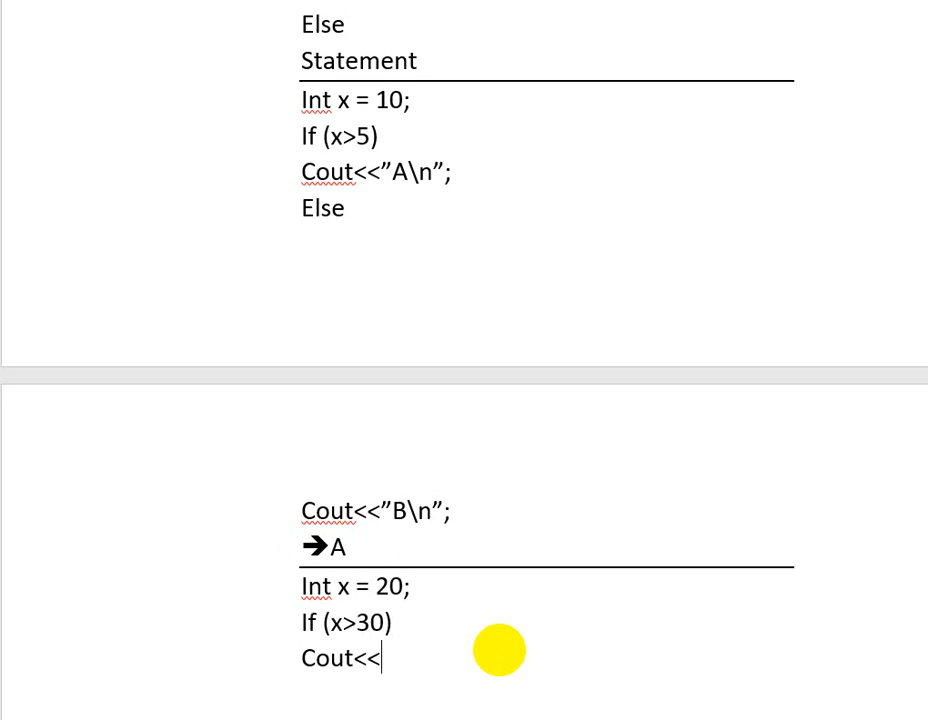 Else
Statement
Int x = 10;
If (x>5)
Cout<<”A\n”;
Else
Cout<<”B\n”;
➔A
Int x = 20;
If (x>30)
Cout<<